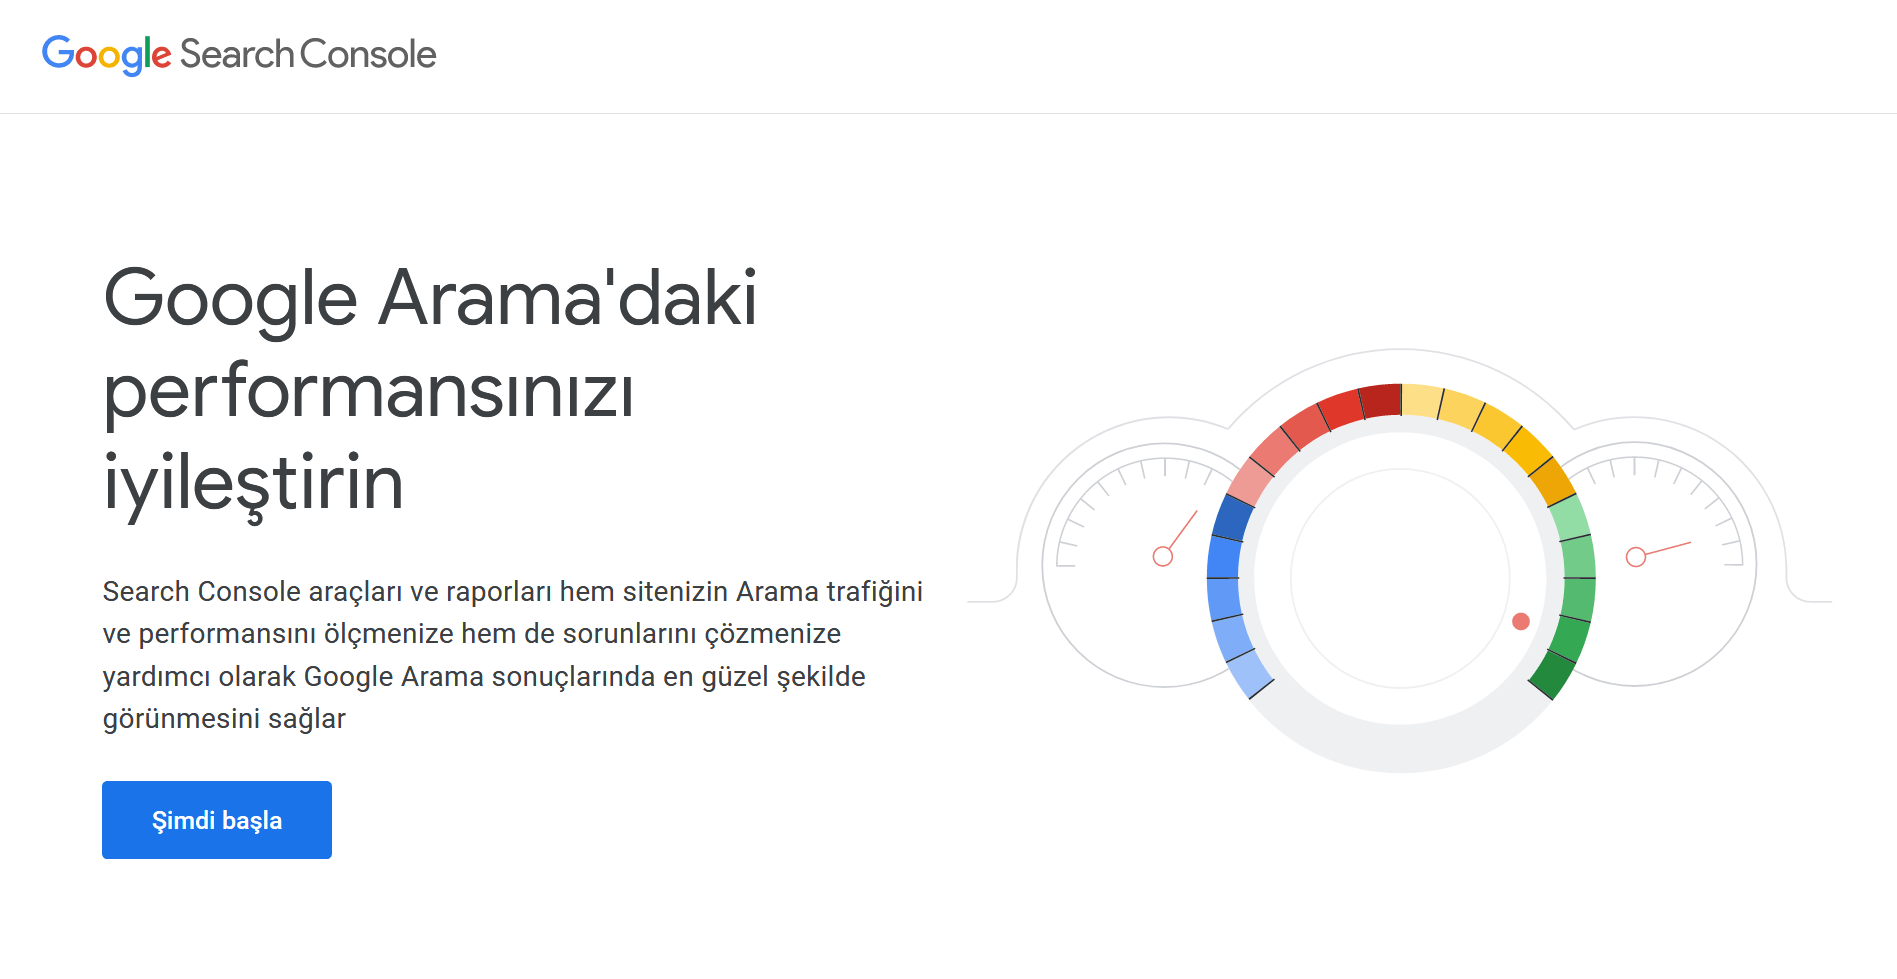 Google Search Console
Google Arama'daki
performansınızı
iyileştirin
Search Console araçları ve raporları hem sitenizin Arama trafiğini
ve performansını ölçmenize hem de sorunlarını çözmenize
yardımcı olarak Google Arama sonuçlarında en güzel şekilde
görünmesini sağlar
Şimdi başla